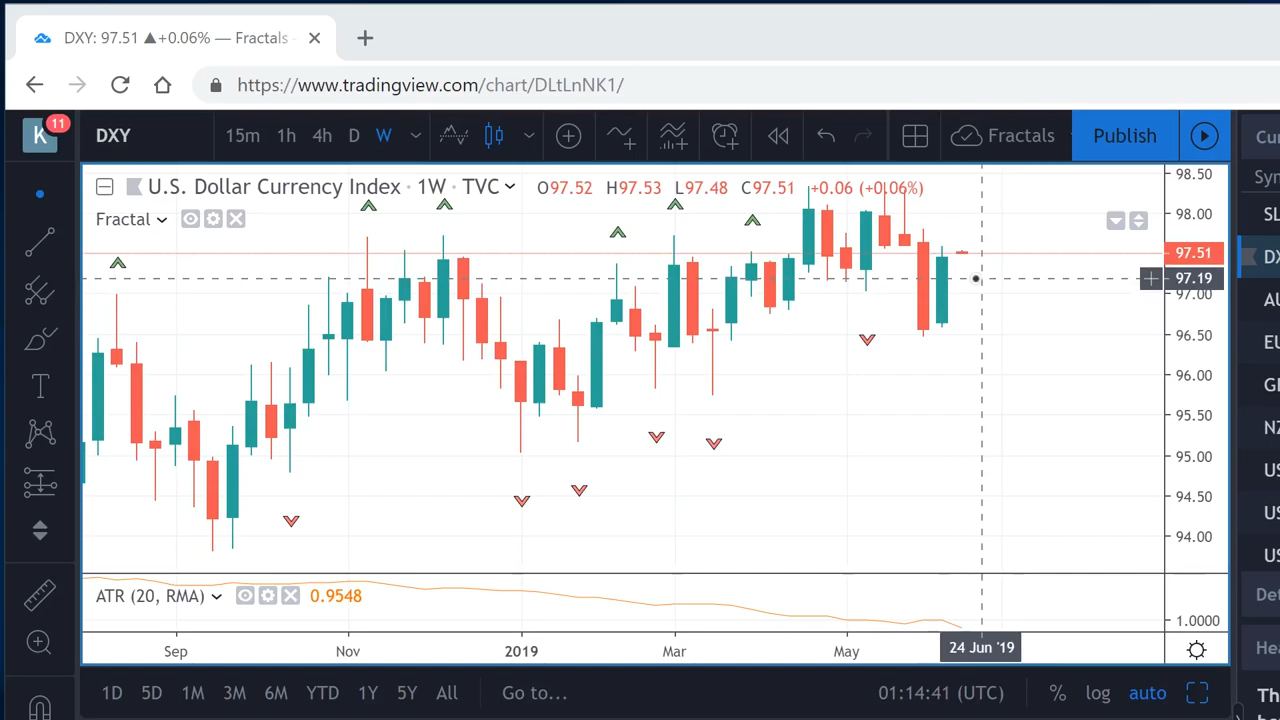 DXY: 97.51 ▲+0.06% — Fractals -
https://www.tradingview.com/chart/DLtLnNK1/
K 11
DXY 15m 1h 4h D W Fractals Publish
U.S. Dollar Currency Index · 1W · TVC O97.52 H97.53 L97.48 C97.51 +0.06 (+0.06%)
Fractal
98.50
98.00
97.51
97.19
97.00
96.50
96.00
95.50
95.00
94.50
94.00
ATR (20, RMA) 0.9548
1.0000
Sep Nov 2019 Mar May 24 Jun '19
1D 5D 1M 3M 6M YTD 1Y 5Y All Go to... 01:14:41 (UTC) % log auto